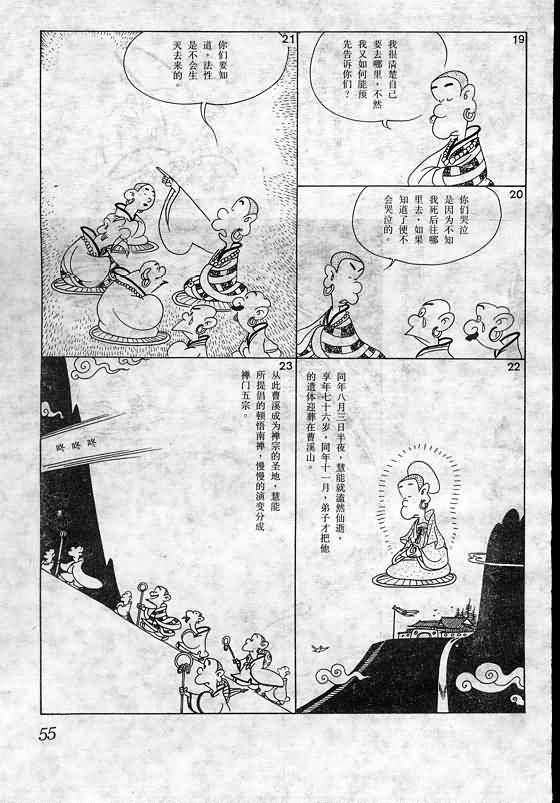 19
我很清楚自己
要去哪里，不然
我又如何能预
先告诉你们？
20
你们哭泣
是因为不知
我死后往哪
里去，如果
知道了便不
会哭泣的。
21
你们要知
道，法性
是不会生
灭去来的。
22
同年八月三日半夜，慧能就溘然仙逝，
享年七十六岁，同年十一月，弟子才把他
的遗体迎葬在曹溪山。
23
从此曹溪成为禅宗的圣地，慧能
所提倡的顿悟南禅，慢慢的演变分成
禅门五宗。
咚咚咚
55